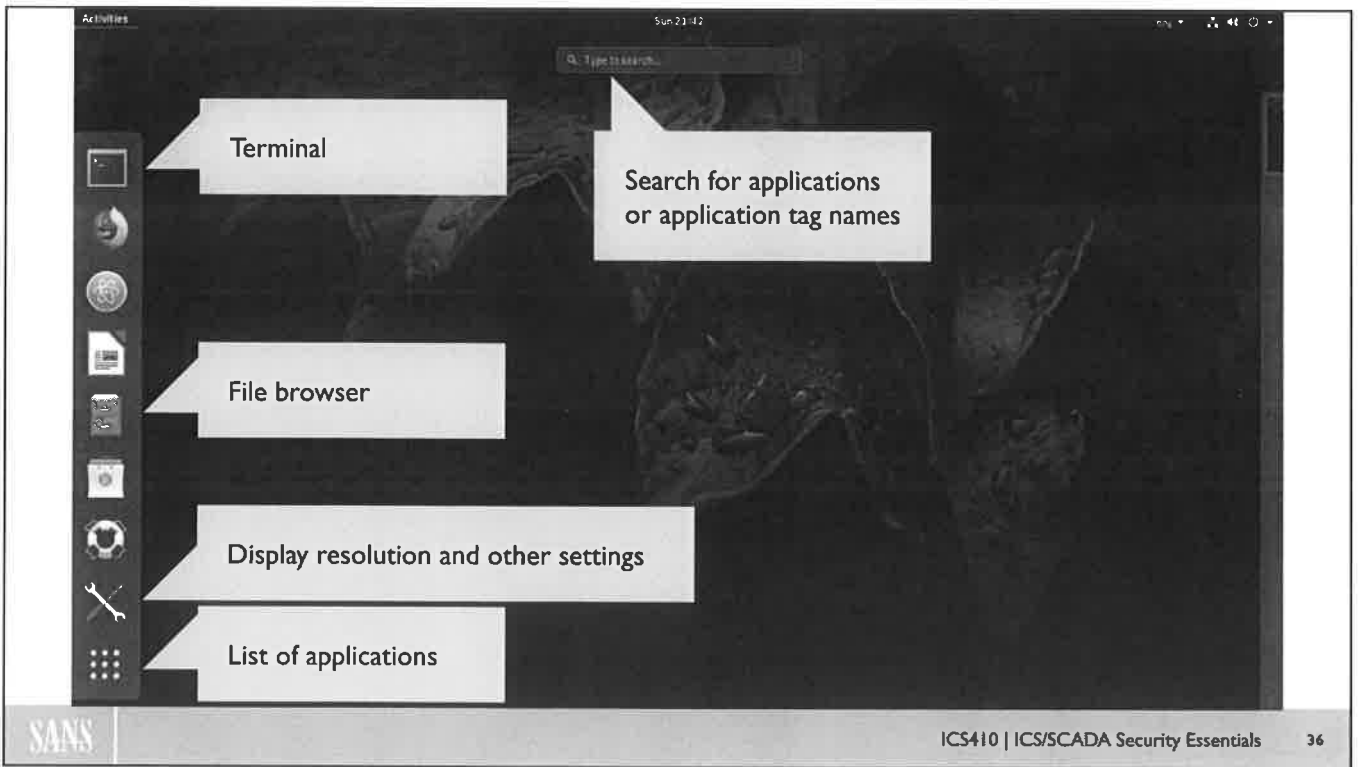 Activities
Sun 21:42
Type to search...
Terminal
Search for applications
or application tag names
File browser
Display resolution and other settings
List of applications
SANS
ICS410 | ICS/SCADA Security Essentials 36